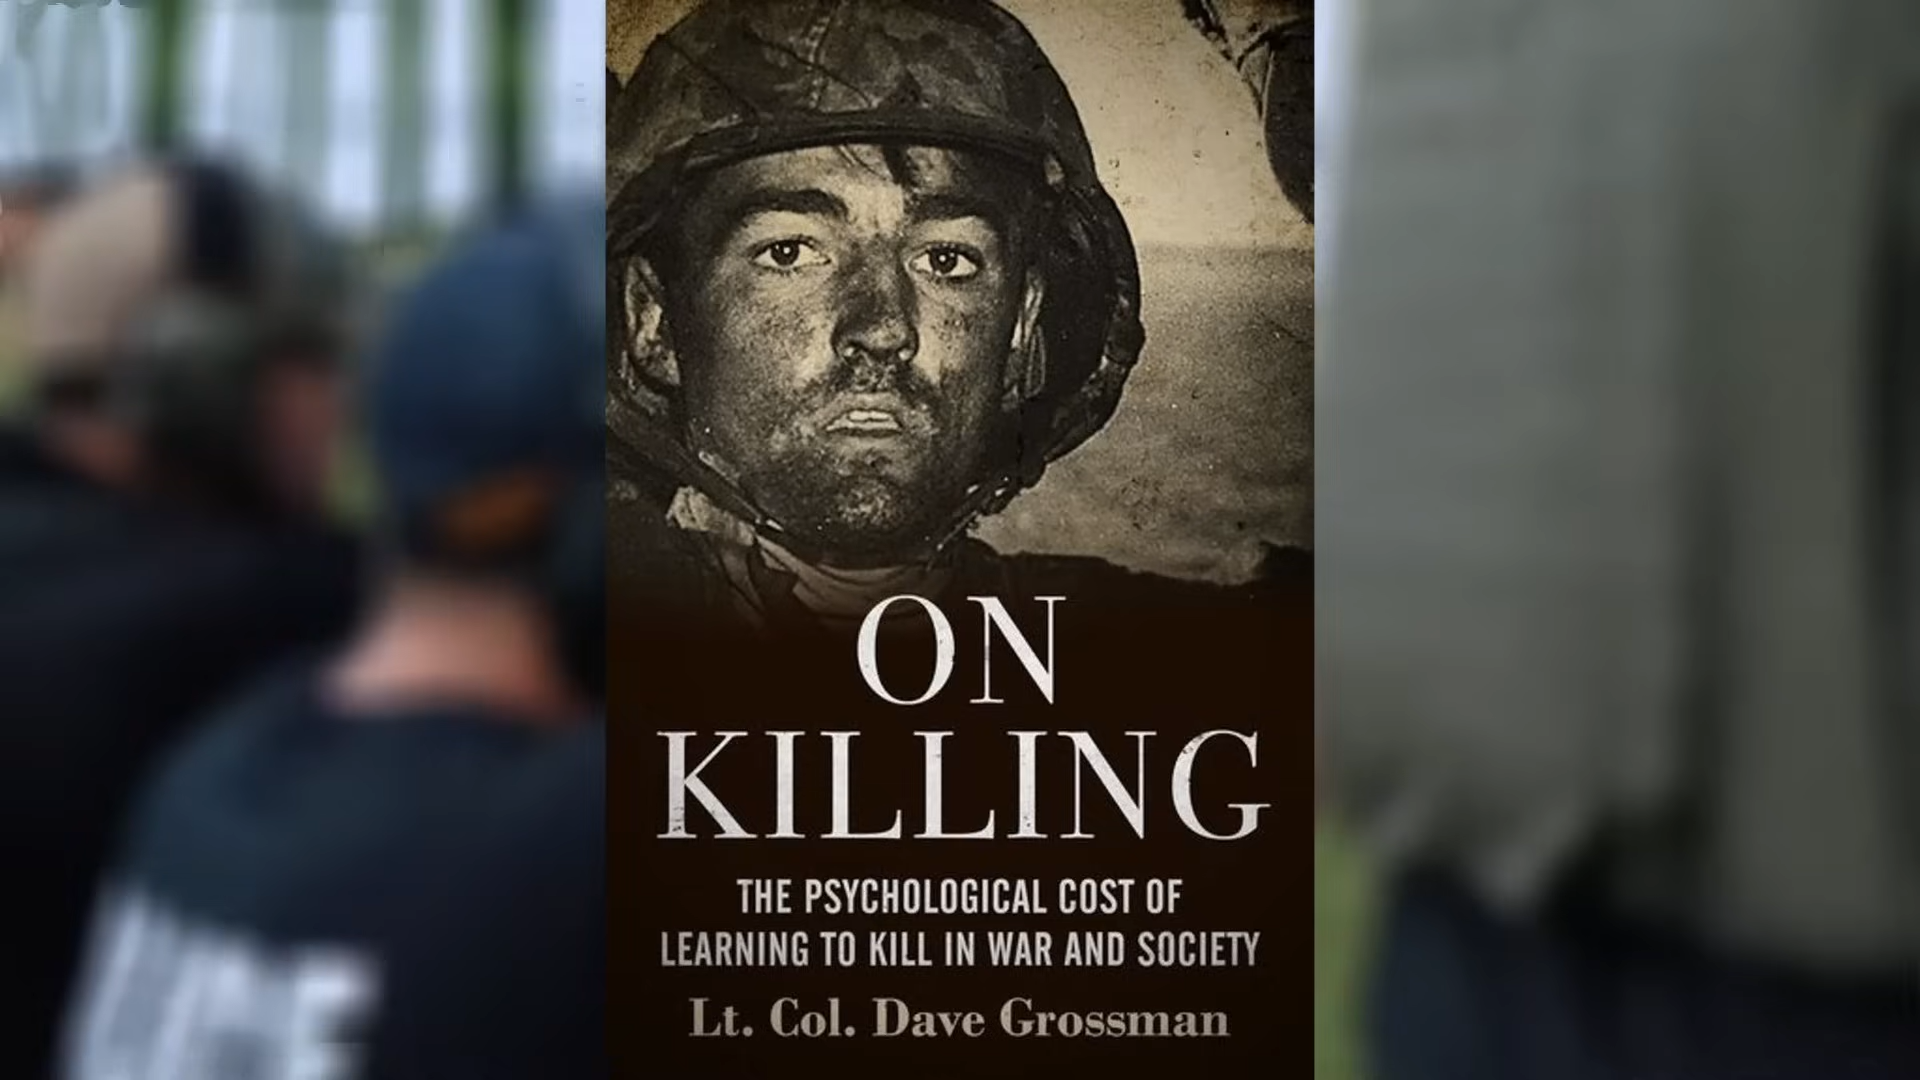 ON
KILLING
THE PSYCHOLOGICAL COST OF
LEARNING TO KILL IN WAR AND SOCIETY
Lt. Col. Dave Grossman